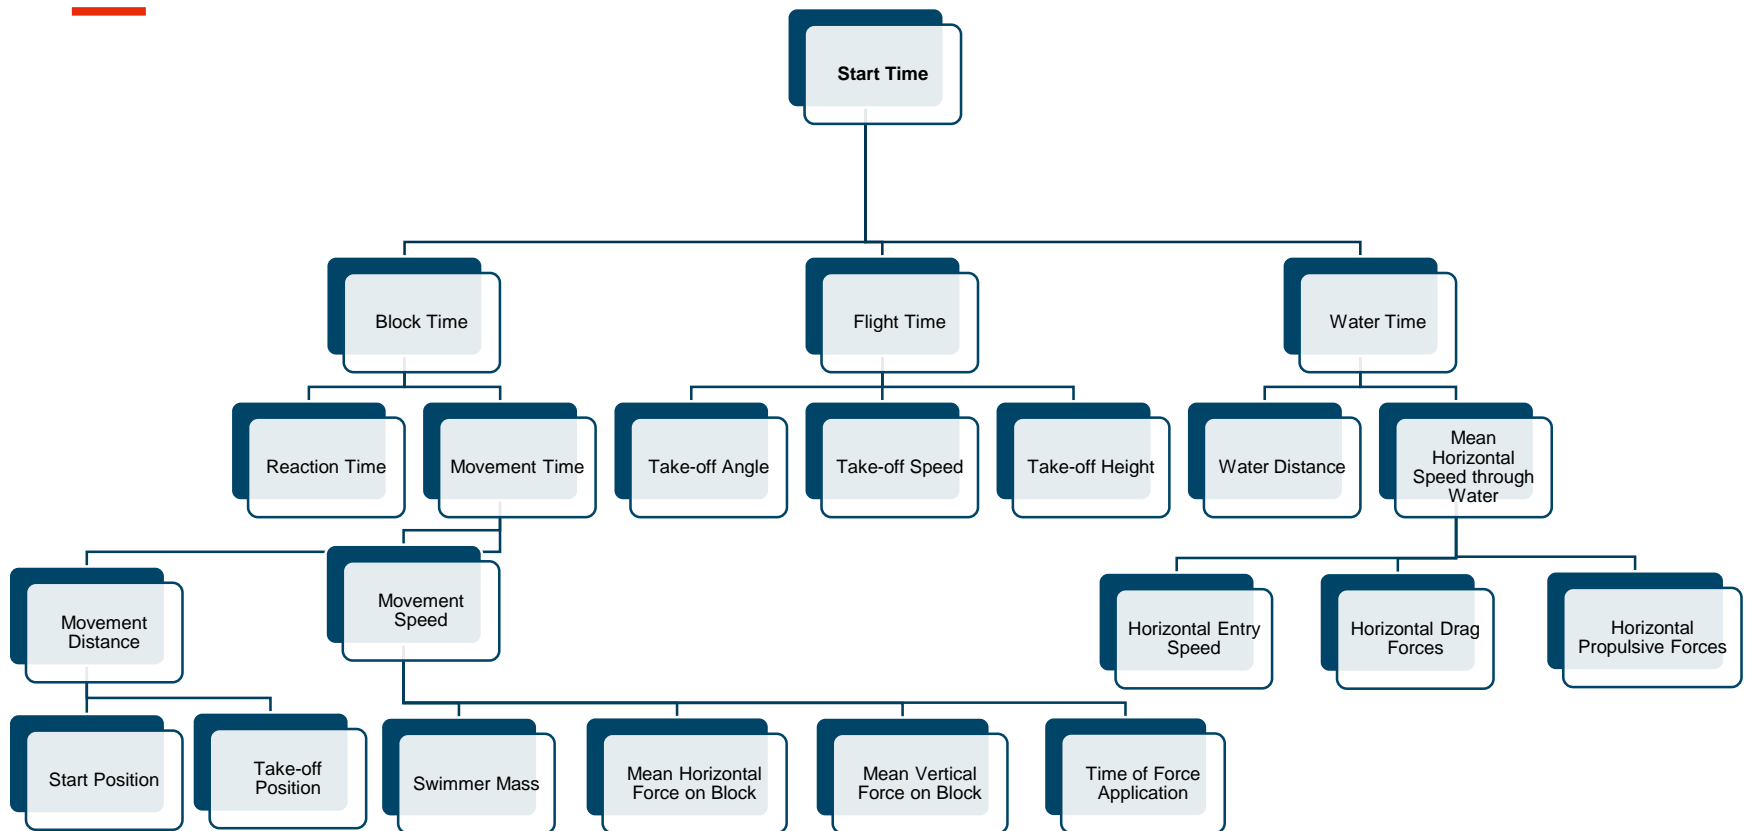 Start Time
Block Time
Flight Time
Water Time
Reaction Time
Movement Time
Take-off Angle
Take-off Speed
Take-off Height
Water Distance
Mean
Horizontal
Speed through
Water
Movement
Distance
Movement
Speed
Horizontal Entry
Speed
Horizontal Drag
Forces
Horizontal
Propulsive Forces
Start Position
Take-off
Position
Swimmer Mass
Mean Horizontal
Force on Block
Mean Vertical
Force on Block
Time of Force
Application